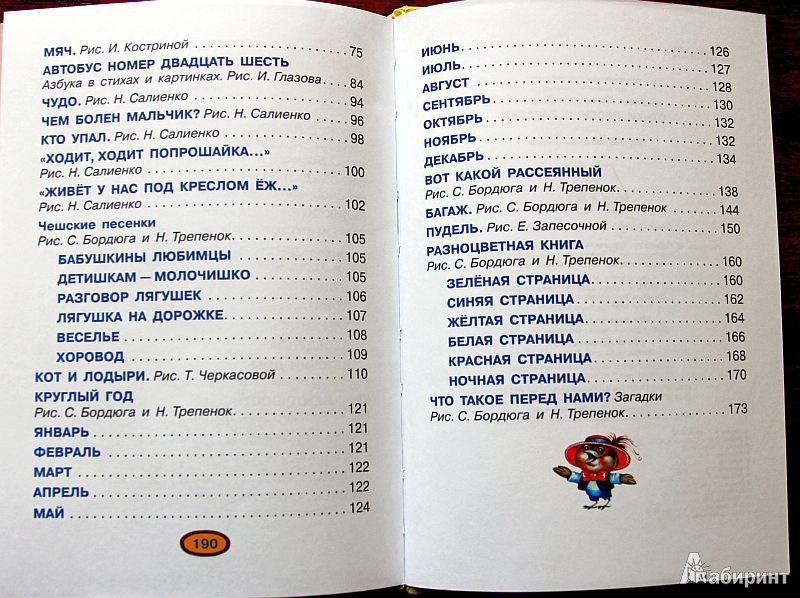 МЯЧ. Рис. И. Костриной 75
АВТОБУС НОМЕР ДВАДЦАТЬ ШЕСТЬ
Азбука в стихах и картинках. Рис. И. Глазова 84
ЧУДО. Рис. Н. Салиенко 94
ЧЕМ БОЛЕН МАЛЬЧИК? Рис. Н. Салиенко 96
КТО УПАЛ. Рис. Н. Салиенко 98
«ХОДИТ, ХОДИТ ПОПРОШАЙКА...»
Рис. Н. Салиенко 100
«ЖИВЁТ У НАС ПОД КРЕСЛОМ ЁЖ...»
Рис. Н. Салиенко 102
Чешские песенки
Рис. С. Бордюга и Н. Трепенок 105
БАБУШКИНЫ ЛЮБИМЦЫ 105
ДЕТИШКАМ — МОЛОЧИШКО 105
РАЗГОВОР ЛЯГУШЕК 106
ЛЯГУШКА НА ДОРОЖКЕ 107
ВЕСЕЛЬЕ 108
ХОРОВОД 109
КОТ И ЛОДЫРИ. Рис. Т. Черкасовой 110
КРУГЛЫЙ ГОД
Рис. С. Бордюга и Н. Трепенок 121
ЯНВАРЬ 121
ФЕВРАЛЬ 121
МАРТ 122
АПРЕЛЬ 122
МАЙ 124
190
ИЮНЬ 126
ИЮЛЬ 127
АВГУСТ 128
СЕНТЯБРЬ 130
ОКТЯБРЬ 132
НОЯБРЬ 132
ДЕКАБРЬ 134
ВОТ КАКОЙ РАССЕЯННЫЙ
Рис. С. Бордюга и Н. Трепенок 138
БАГАЖ. Рис. С. Бордюга и Н. Трепенок 144
ПУДЕЛЬ. Рис. Е. Запесочной 150
РАЗНОЦВЕТНАЯ КНИГА
Рис. С. Бордюга и Н. Трепенок 160
ЗЕЛЁНАЯ СТРАНИЦА 160
СИНЯЯ СТРАНИЦА 162
ЖЁЛТАЯ СТРАНИЦА 164
БЕЛАЯ СТРАНИЦА 166
КРАСНАЯ СТРАНИЦА 168
НОЧНАЯ СТРАНИЦА 170
ЧТО ТАКОЕ ПЕРЕД НАМИ? Загадки
Рис. С. Бордюга и Н. Трепенок 173
Лабиринт